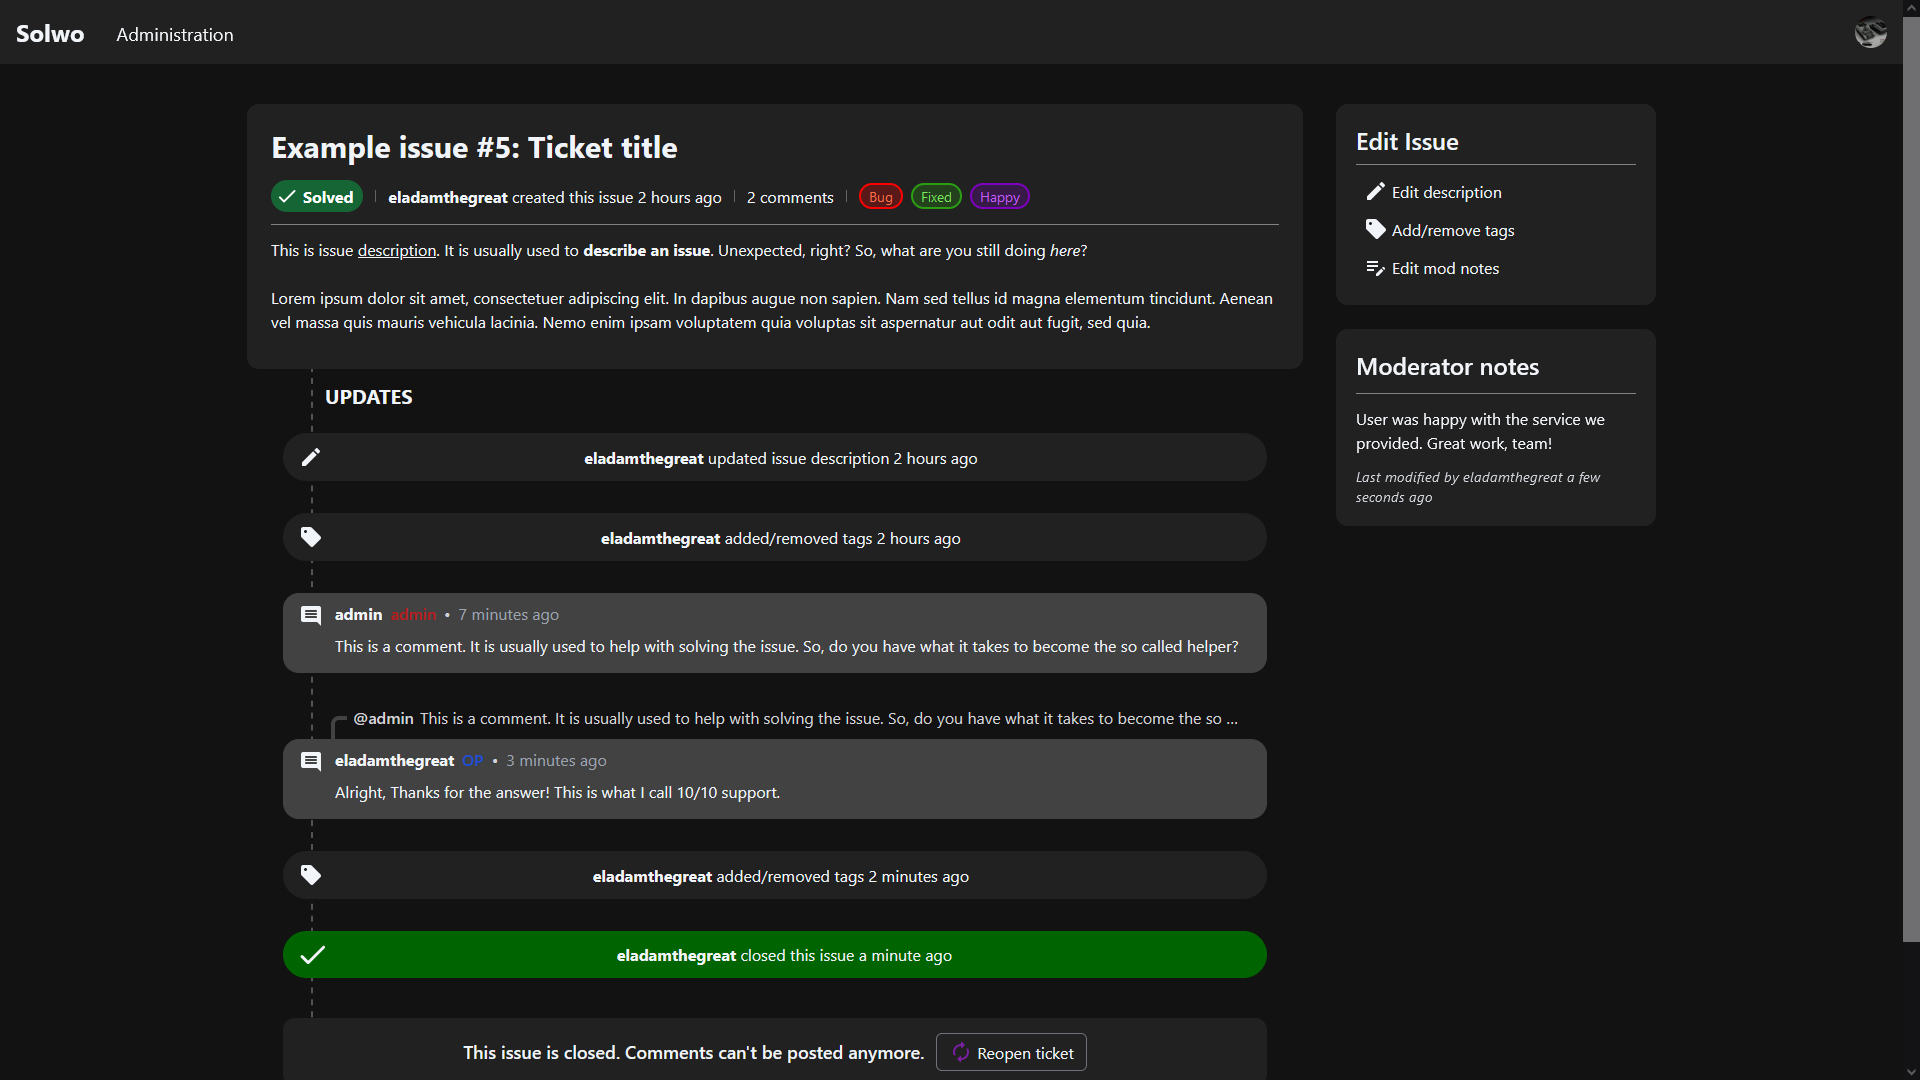 Solwo
Administration
Example issue #5: Ticket title
Solved
eladamthegreat created this issue 2 hours ago
2 comments
Bug
Fixed
Happy
This is issue description. It is usually used to describe an issue. Unexpected, right? So, what are you still doing here?
Lorem ipsum dolor sit amet, consectetuer adipiscing elit. In dapibus augue non sapien. Nam sed tellus id magna elementum tincidunt. Aenean
vel massa quis mauris vehicula lacinia. Nemo enim ipsam voluptatem quia voluptas sit aspernatur aut odit aut fugit, sed quia.
UPDATES
eladamthegreat updated issue description 2 hours ago
eladamthegreat added/removed tags 2 hours ago
admin admin • 7 minutes ago
This is a comment. It is usually used to help with solving the issue. So, do you have what it takes to become the so called helper?
@admin This is a comment. It is usually used to help with solving the issue. So, do you have what it takes to become the so ...
eladamthegreat OP • 3 minutes ago
Alright, Thanks for the answer! This is what I call 10/10 support.
eladamthegreat added/removed tags 2 minutes ago
eladamthegreat closed this issue a minute ago
This issue is closed. Comments can't be posted anymore.
Reopen ticket
Edit Issue
Edit description
Add/remove tags
Edit mod notes
Moderator notes
User was happy with the service we
provided. Great work, team!
Last modified by eladamthegreat a few
seconds ago